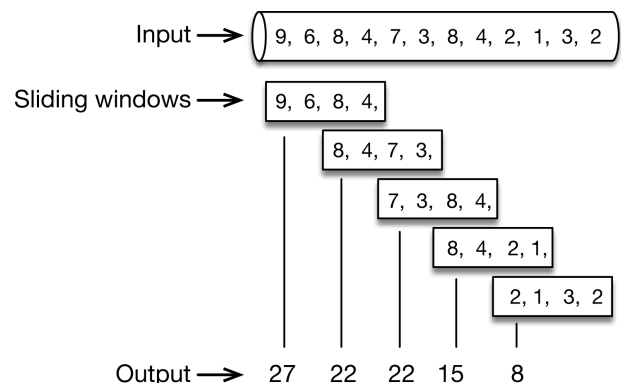 Input 9, 6, 8, 4, 7, 3, 8, 4, 2, 1, 3, 2
Sliding windows 9, 6, 8, 4,
8, 4, 7, 3,
7, 3, 8, 4,
8, 4, 2, 1,
2, 1, 3, 2
Output 27 22 22 15 8